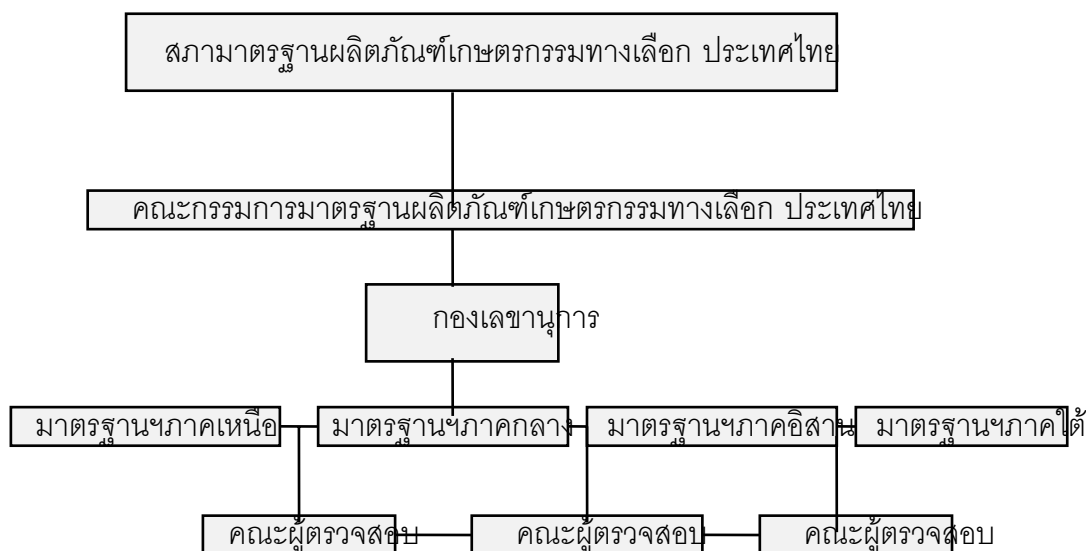 สภามาตรฐานผลิตภัณฑ์เกษตรกรรมทางเลือก ประเทศไทย
คณะกรรมการมาตรฐานผลิตภัณฑ์เกษตรกรรมทางเลือก ประเทศไทย
กองเลขานุการ
มาตรฐานฯภาคเหนือ มาตรฐานฯภาคกลาง มาตรฐานฯภาคอิสาน มาตรฐานฯภาคใต้
คณะผู้ตรวจสอบ คณะผู้ตรวจสอบ คณะผู้ตรวจสอบ